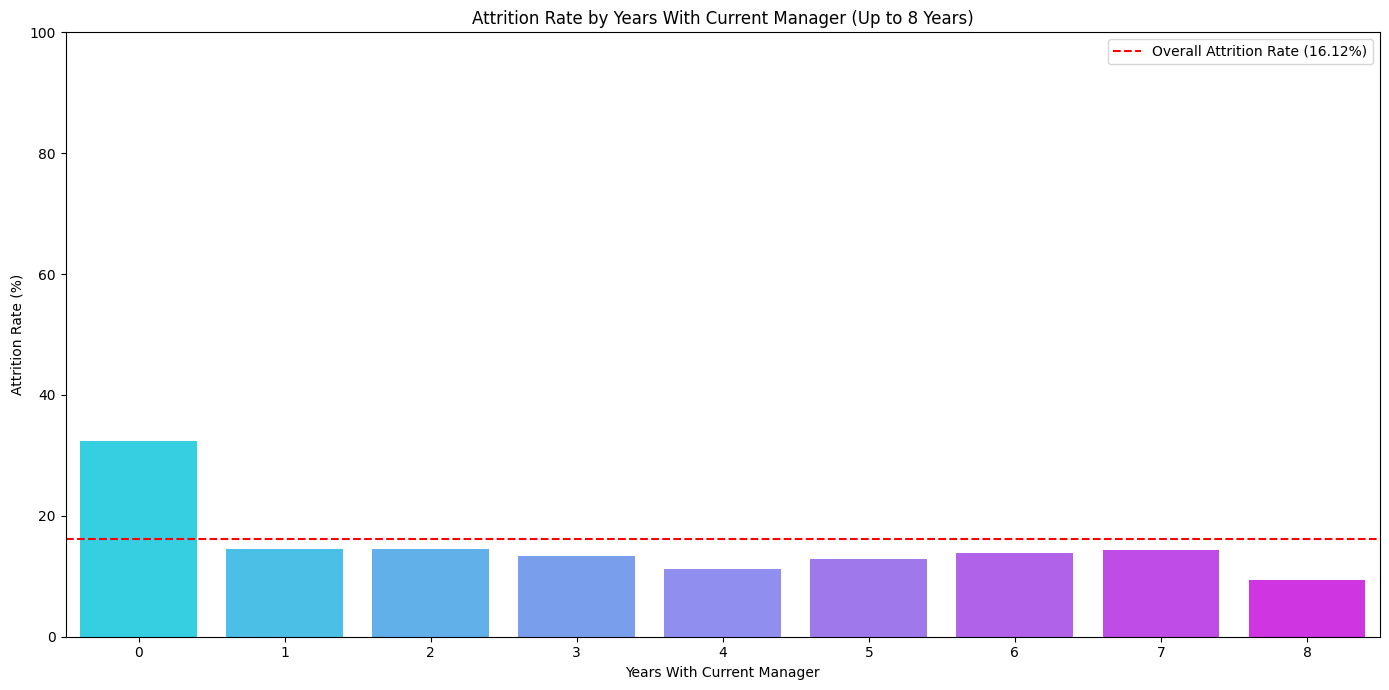 Attrition Rate by Years With Current Manager (Up to 8 Years)
Overall Attrition Rate (16.12%)
Attrition Rate (%)
100
80
60
40
20
0
0 1 2 3 4 5 6 7 8
Years With Current Manager